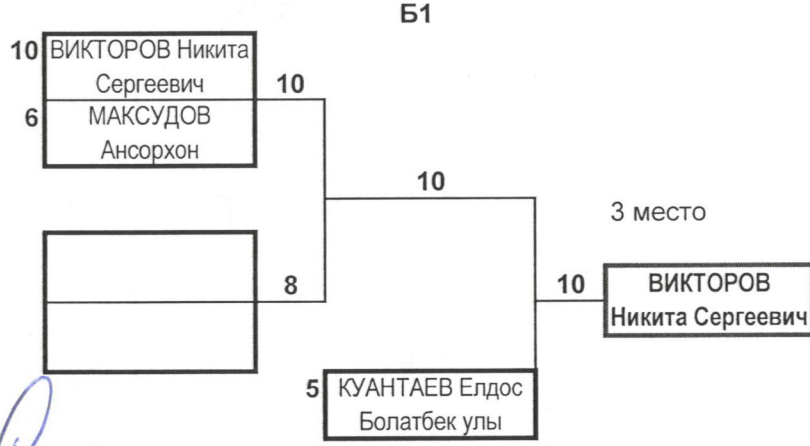 Б1
10 ВИКТОРОВ Никита
Сергеевич
10
6 МАКСУДОВ
Ансорхон
10
3 место
8
10
ВИКТОРОВ
Никита Сергеевич
5 КУАНТАЕВ Елдос
Болатбек улы